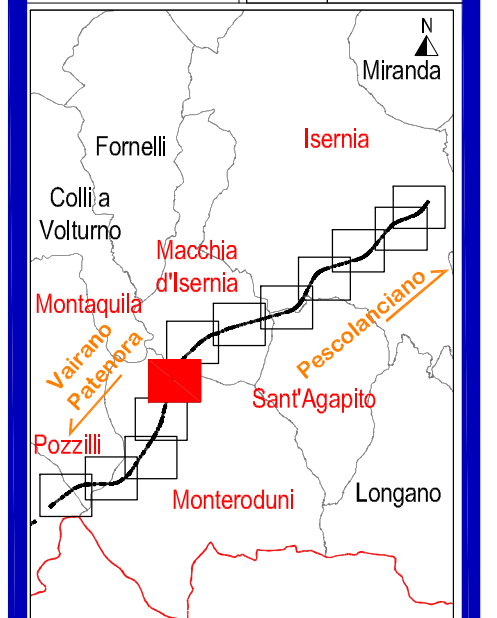 N
Miranda
Isernia
Fornelli
Colli a
Volturno
Macchia
d'Isernia
Montaquila
Pescolanciano
Vairano
Patenora
Sant'Agapito
Pozzilli
Monteroduni
Longano